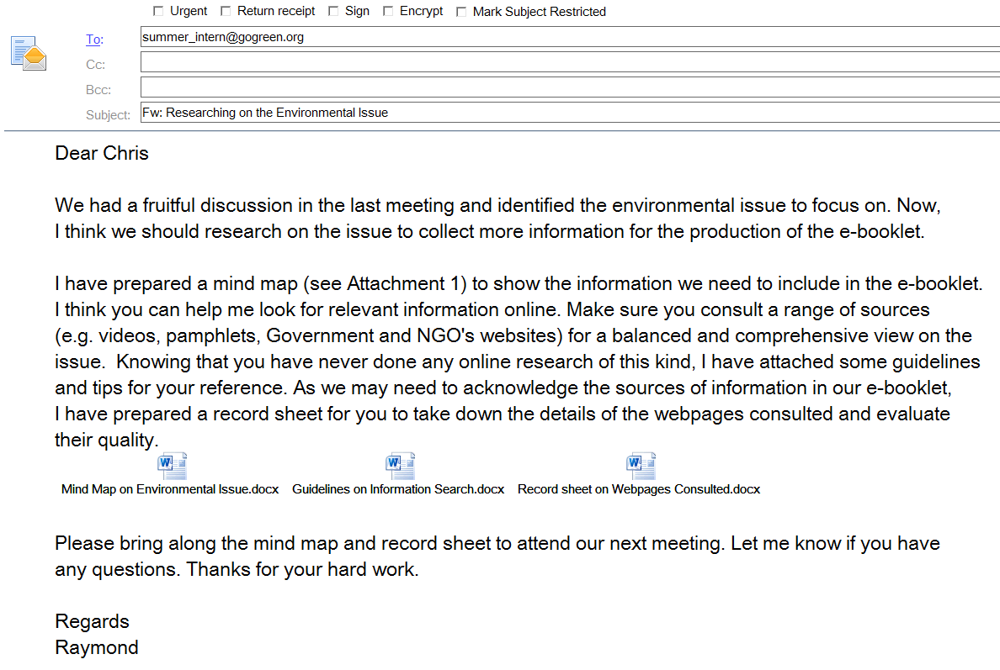 Urgent Return receipt Sign Encrypt Mark Subject Restricted
To: summer_intern@gogreen.org
Cc:
Bcc:
Subject: Fw: Researching on the Environmental Issue
Dear Chris
We had a fruitful discussion in the last meeting and identified the environmental issue to focus on. Now,
I think we should research on the issue to collect more information for the production of the e-booklet.
I have prepared a mind map (see Attachment 1) to show the information we need to include in the e-booklet.
I think you can help me look for relevant information online. Make sure you consult a range of sources
(e.g. videos, pamphlets, Government and NGO's websites) for a balanced and comprehensive view on the
issue.  Knowing that you have never done any online research of this kind, I have attached some guidelines
and tips for your reference. As we may need to acknowledge the sources of information in our e-booklet,
I have prepared a record sheet for you to take down the details of the webpages consulted and evaluate
their quality.
W W W
Mind Map on Environmental Issue.docx Guidelines on Information Search.docx Record sheet on Webpages Consulted.docx
Please bring along the mind map and record sheet to attend our next meeting. Let me know if you have
any questions. Thanks for your hard work.
Regards
Raymond